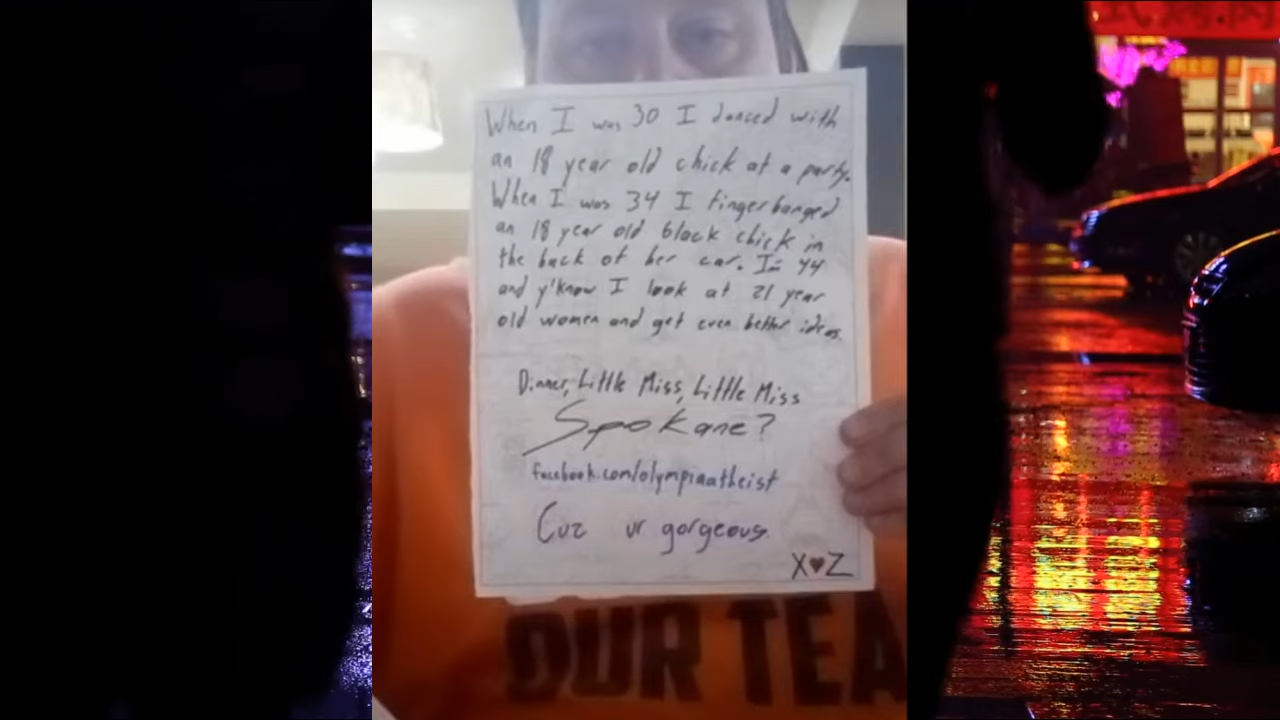 When I was 30 I danced with
an 18 year old chick at a party.
When I was 34 I fingerbanged
an 18 year old black chick in
the back of her car. I'm 44
and y'know I look at 21 year
old women and get even better ideas.
Dinner, Little Miss, Little Miss
Spokane?
facebook.com/olympiaatheist
Cuz ur gorgeous.
X♥Z
OUR TEA